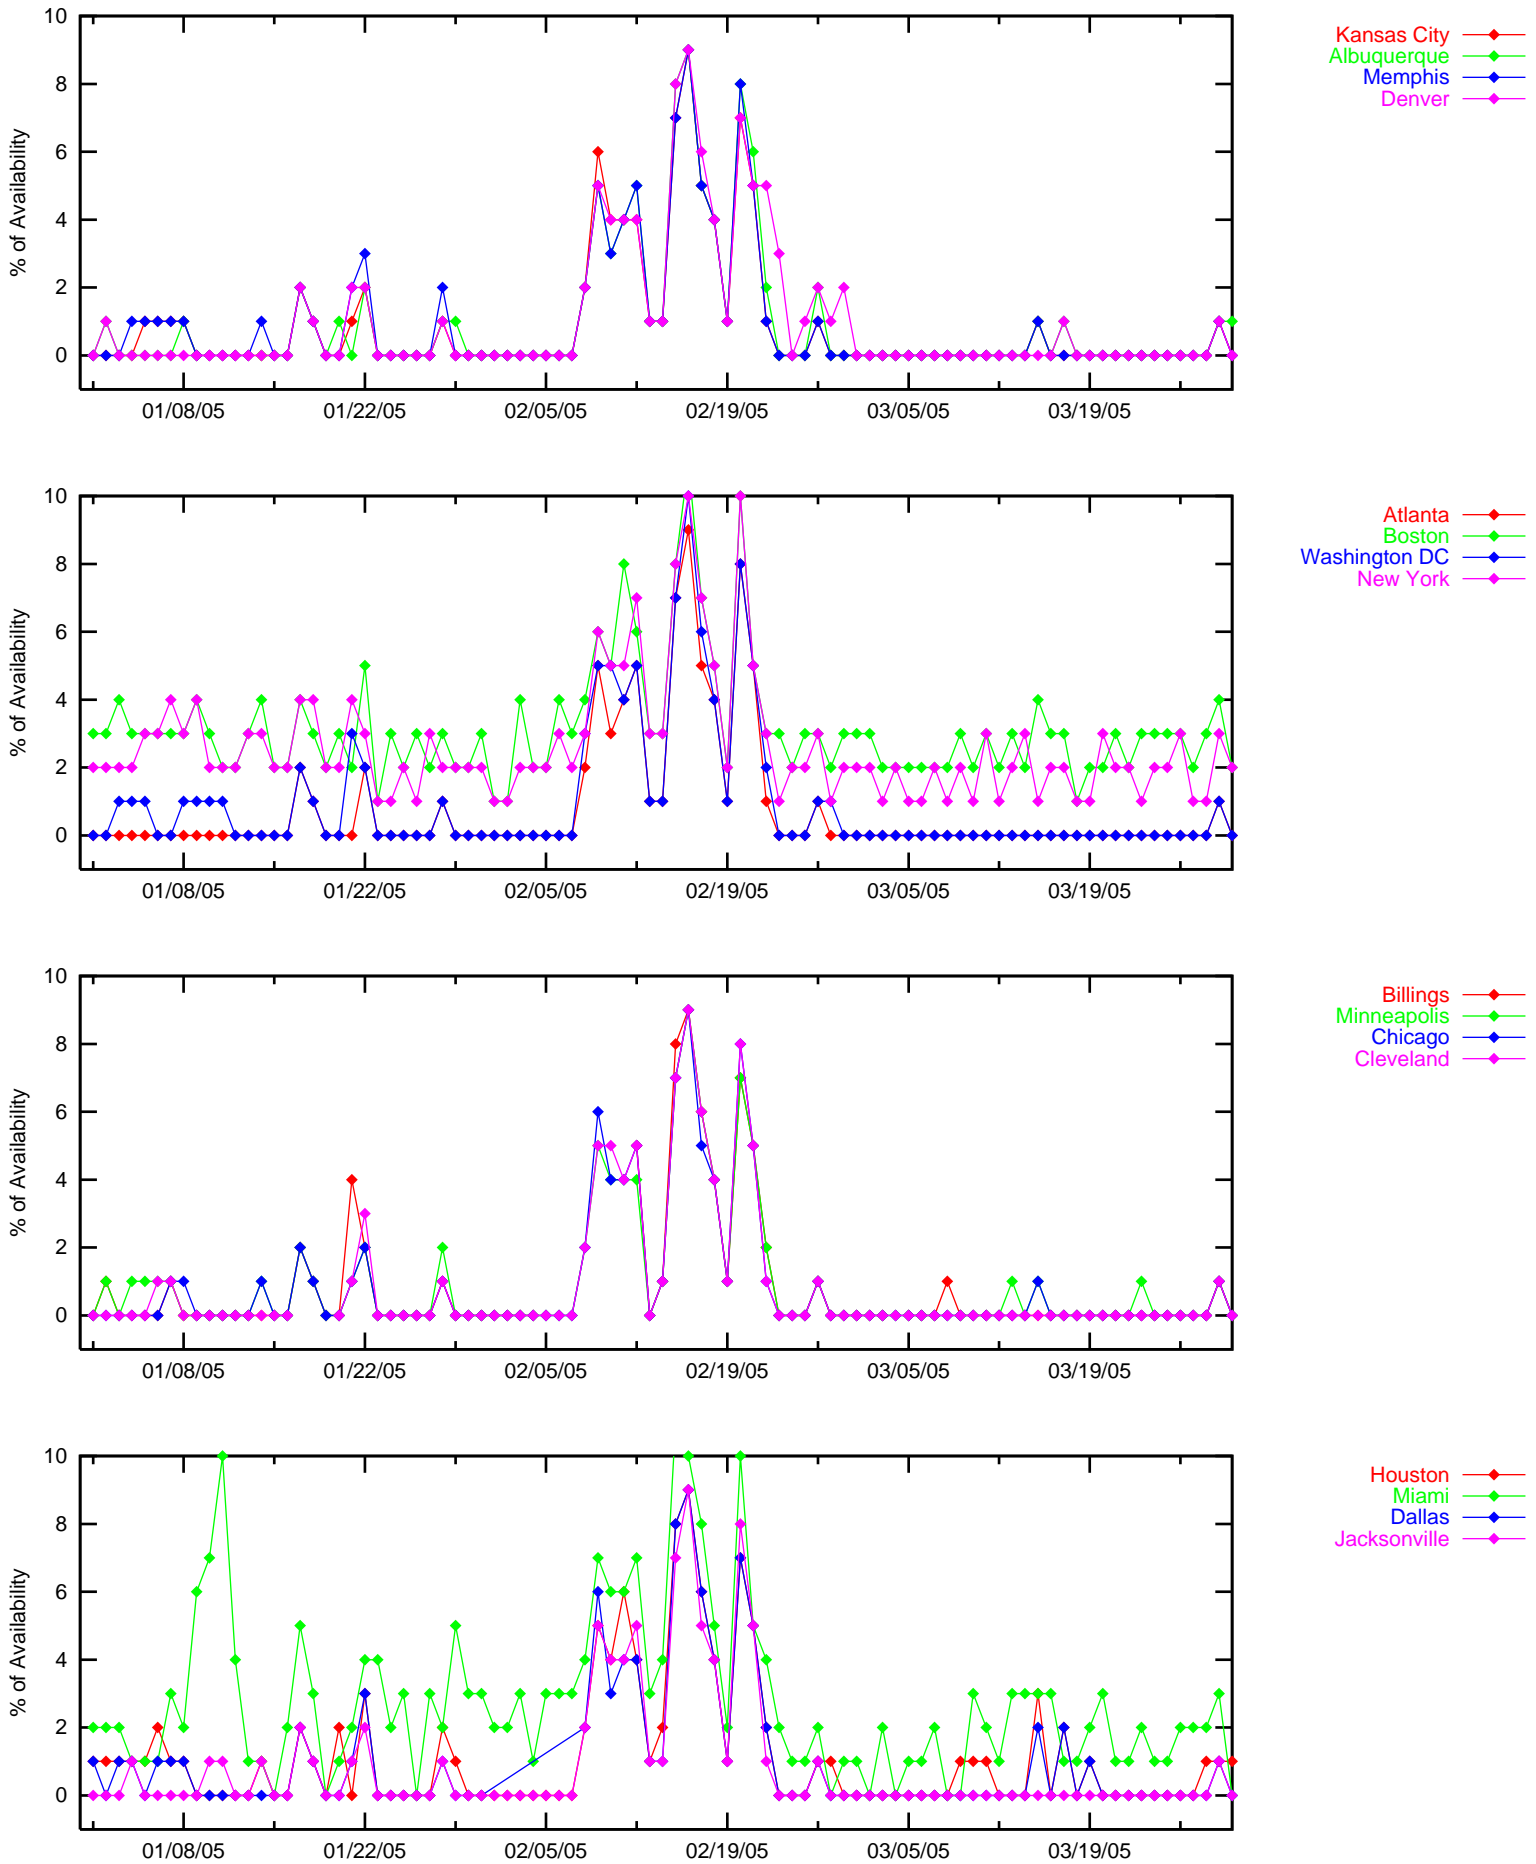 % of Availability
10
8
6
4
2
0
01/08/05 01/22/05 02/05/05 02/19/05 03/05/05 03/19/05
Kansas City
Albuquerque
Memphis
Denver
% of Availability
10
8
6
4
2
0
01/08/05 01/22/05 02/05/05 02/19/05 03/05/05 03/19/05
Atlanta
Boston
Washington DC
New York
% of Availability
10
8
6
4
2
0
01/08/05 01/22/05 02/05/05 02/19/05 03/05/05 03/19/05
Billings
Minneapolis
Chicago
Cleveland
% of Availability
10
8
6
4
2
0
01/08/05 01/22/05 02/05/05 02/19/05 03/05/05 03/19/05
Houston
Miami
Dallas
Jacksonville